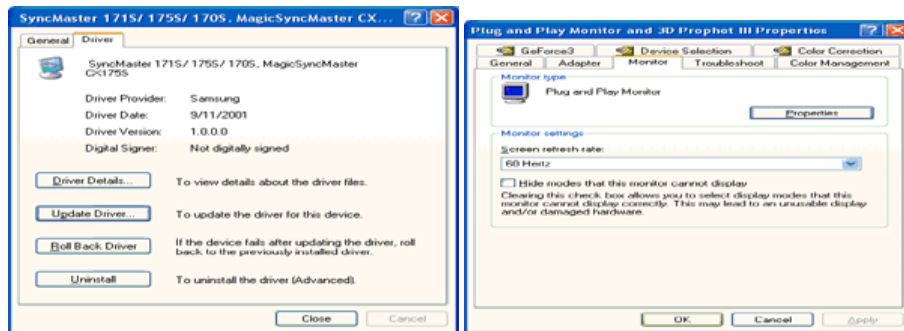 SyncMaster 171S/ 175S/ 170S, MagicSyncMaster CX...
General
Driver
SyncMaster 171S/ 175S/ 170S, MagicSyncMaster
CX175S
Driver Provider: Samsung
Driver Date: 9/11/2001
Driver Version: 1.0.0.0
Digital Signer: Not digitally signed
Driver Details...
To view details about the driver files.
Update Driver...
To update the driver for this device.
Roll Back Driver
If the device fails after updating the driver, roll
back to the previously installed driver.
Uninstall
To uninstall the driver (Advanced).
Close
Cancel
Plug and Play Monitor and 3D Prophet III Properties
GeForce3
Device Selection
Color Correction
General
Adapter
Monitor
Troubleshoot
Color Management
Monitor type
Plug and Play Monitor
Properties
Monitor settings
Screen refresh rate:
60 Hertz
Hide modes that this monitor cannot display
Clearing this check box allows you to select display modes that this
monitor cannot display correctly. This may lead to an unusable display
and/or damaged hardware.
OK
Cancel
Apply